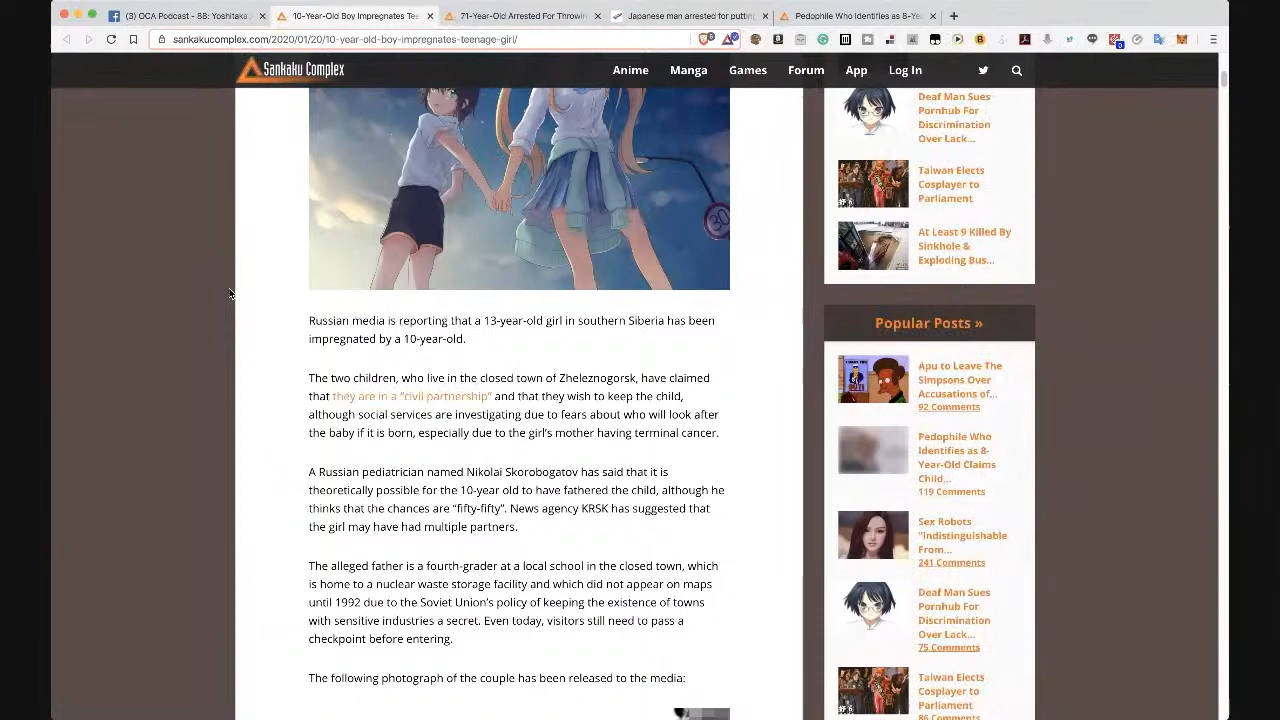 (3) OCA Podcast - 88: Yoshitaka
10-Year-Old Boy Impregnates Tee
71-Year-Old Arrested For Throwin
Japanese man arrested for putting
Pedophile Who Identifies as 8-Ye
sankakucomplex.com/2020/01/20/10-year-old-boy-impregnates-teenage-girl/
Sankaku Complex
Anime Manga Games Forum App Log In
30
Russian media is reporting that a 13-year-old girl in southern Siberia has been
impregnated by a 10-year-old.
The two children, who live in the closed town of Zheleznogorsk, have claimed
that they are in a “civil partnership” and that they wish to keep the child,
although social services are investigating due to fears about who will look after
the baby if it is born, especially due to the girl’s mother having terminal cancer.
A Russian pediatrician named Nikolai Skorobogatov has said that it is
theoretically possible for the 10-year-old to have fathered the child, although he
thinks that the chances are “fifty-fifty”. News agency KRSK has suggested that
the girl may have had multiple partners.
The alleged father is a fourth-grader at a local school in the closed town, which
is home to a nuclear waste storage facility and which did not appear on maps
until 1992 due to the Soviet Union’s policy of keeping the existence of towns
with sensitive industries a secret. Even today, visitors still need to pass a
checkpoint before entering.
The following photograph of the couple has been released to the media:
Deaf Man Sues
Pornhub For
Discrimination
Over Lack...
Taiwan Elects
Cosplayer to
Parliament
At Least 9 Killed By
Sinkhole &
Exploding Bus...
Popular Posts »
Apu to Leave The
Simpsons Over
Accusations of...
92 Comments
Pedophile Who
Identifies as 8-
Year-Old Claims
Child...
119 Comments
Sex Robots
"Indistinguishable
From...
241 Comments
Deaf Man Sues
Pornhub For
Discrimination
Over Lack...
75 Comments
Taiwan Elects
Cosplayer to
Parliament
86 Comments